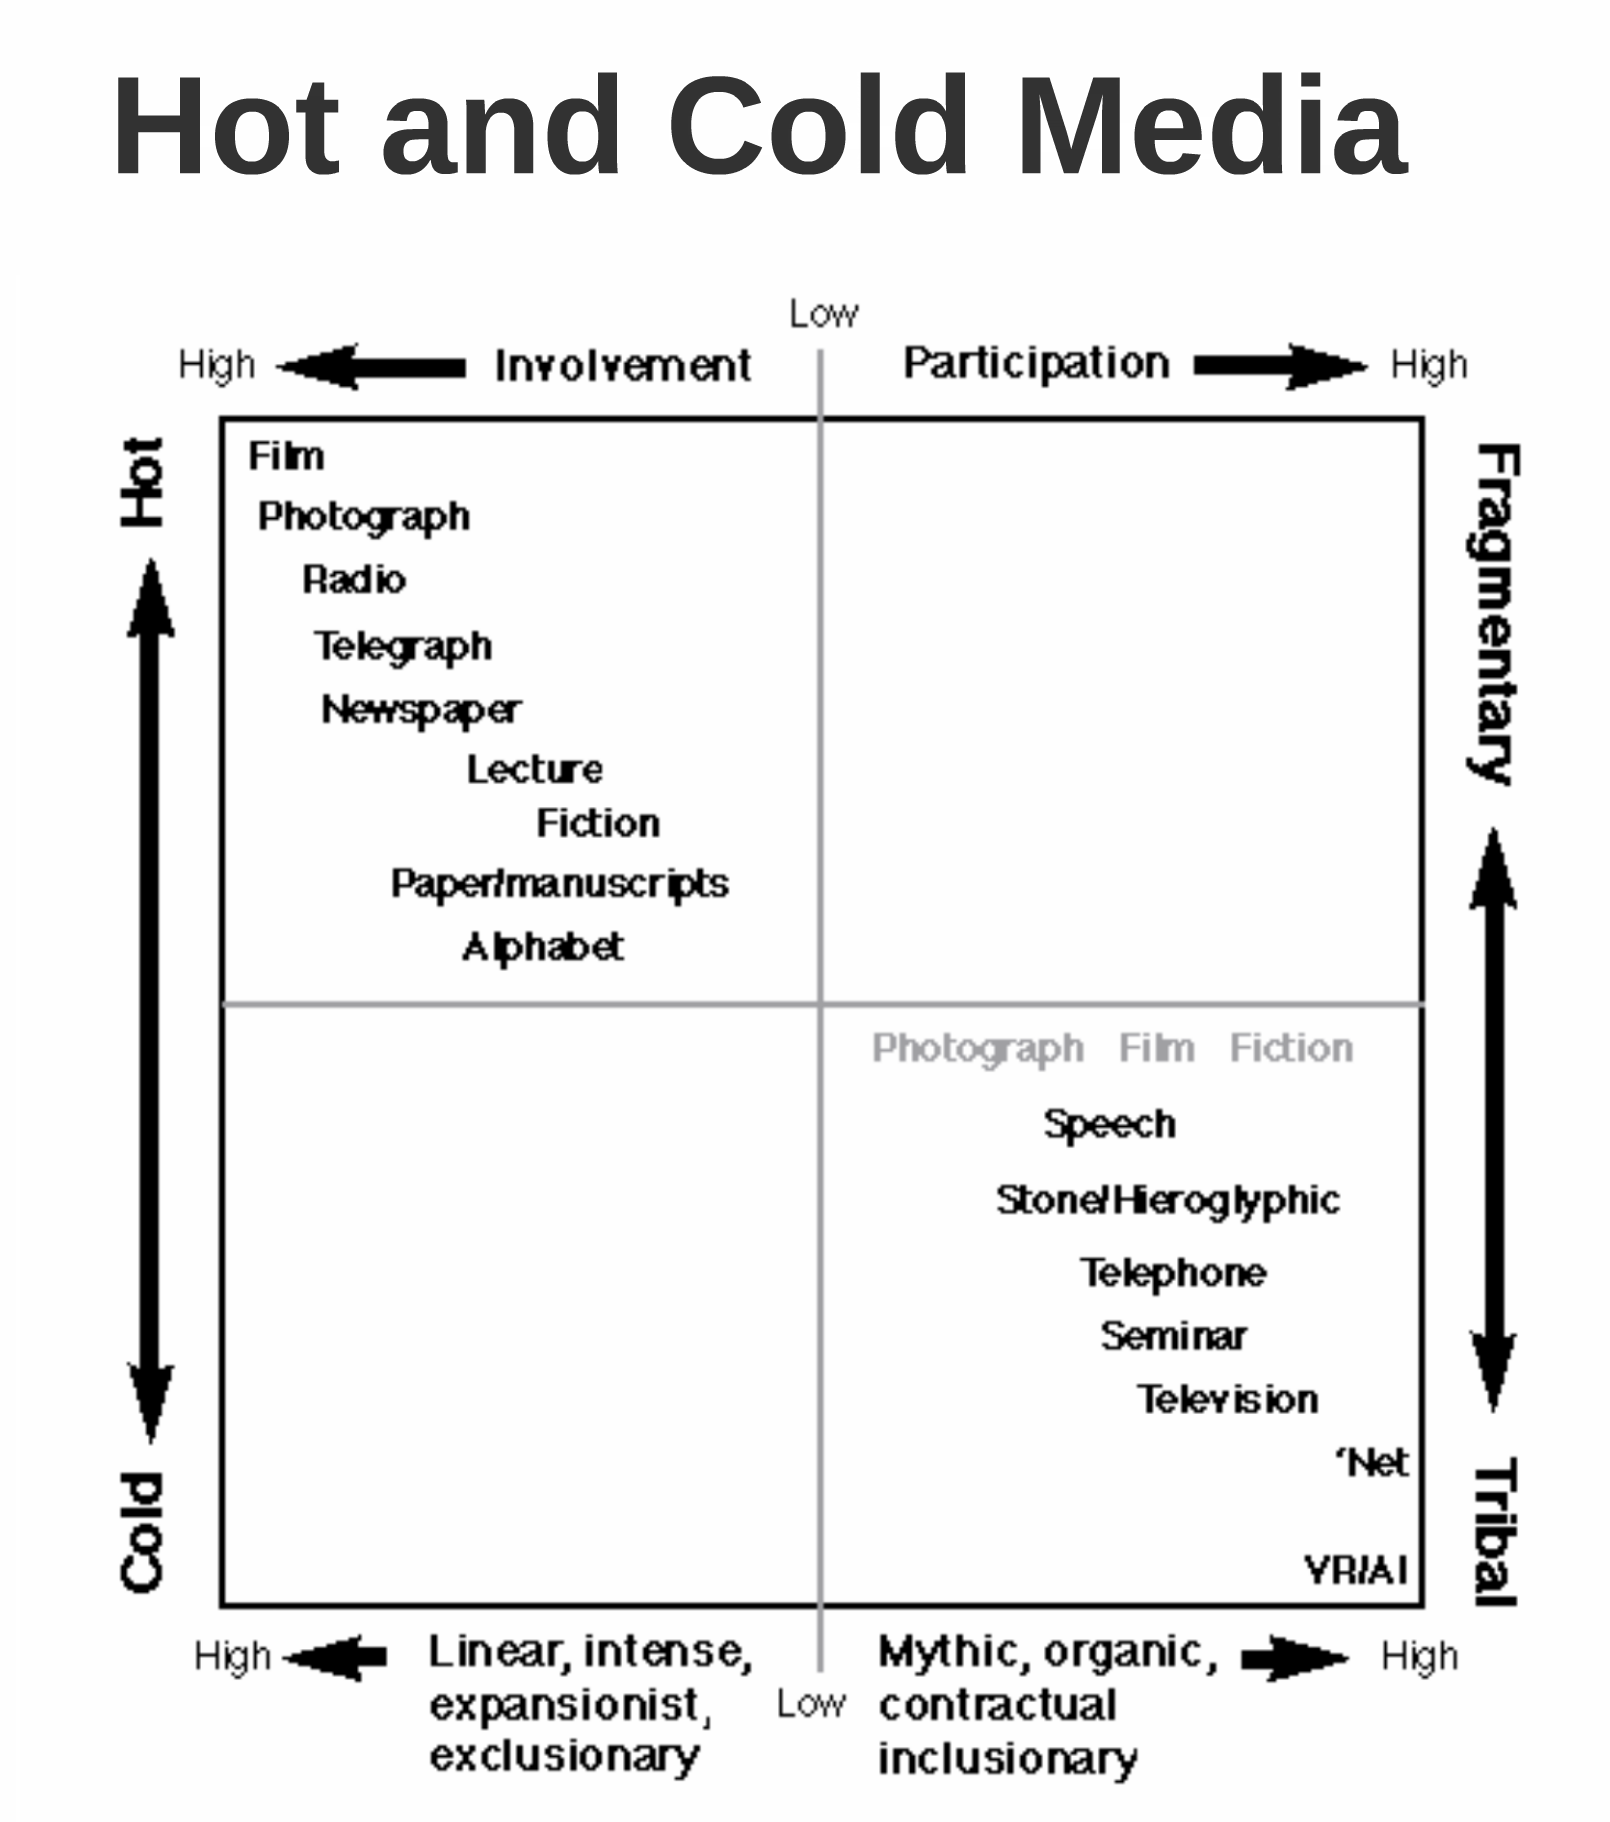 Hot and Cold Media
Low
High Involvement Participation High
Hot
Fragmentary
Film
Photograph
Radio
Telegraph
Newspaper
Lecture
Fiction
Paper/manuscripts
Alphabet
Photograph Film Fiction
Speech
Stone/Hieroglyphic
Telephone
Seminar
Television
‘Net
VR/AI
Cold
Tribal
High Linear, intense, Mythic, organic, High
expansionist, Low contractual
exclusionary inclusionary